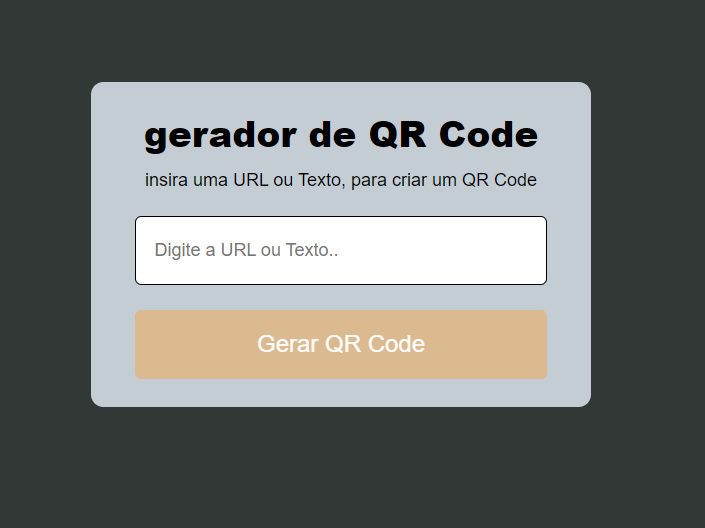 gerador de QR Code
insira uma URL ou Texto, para criar um QR Code
Digite a URL ou Texto..
Gerar QR Code